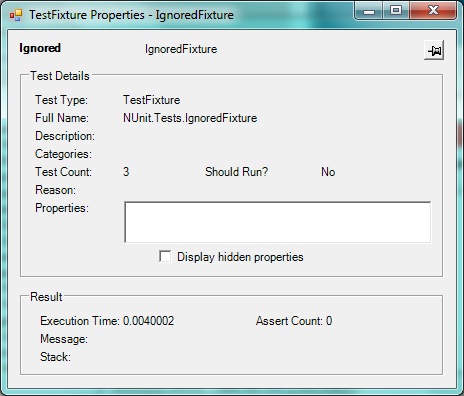 TestFixture Properties - IgnoredFixture
Ignored IgnoredFixture
Test Details
Test Type: TestFixture
Full Name: NUnit.Tests.IgnoredFixture
Description:
Categories:
Test Count: 3 Should Run? No
Reason:
Properties:
Display hidden properties
Result
Execution Time: 0.0040002 Assert Count: 0
Message:
Stack: